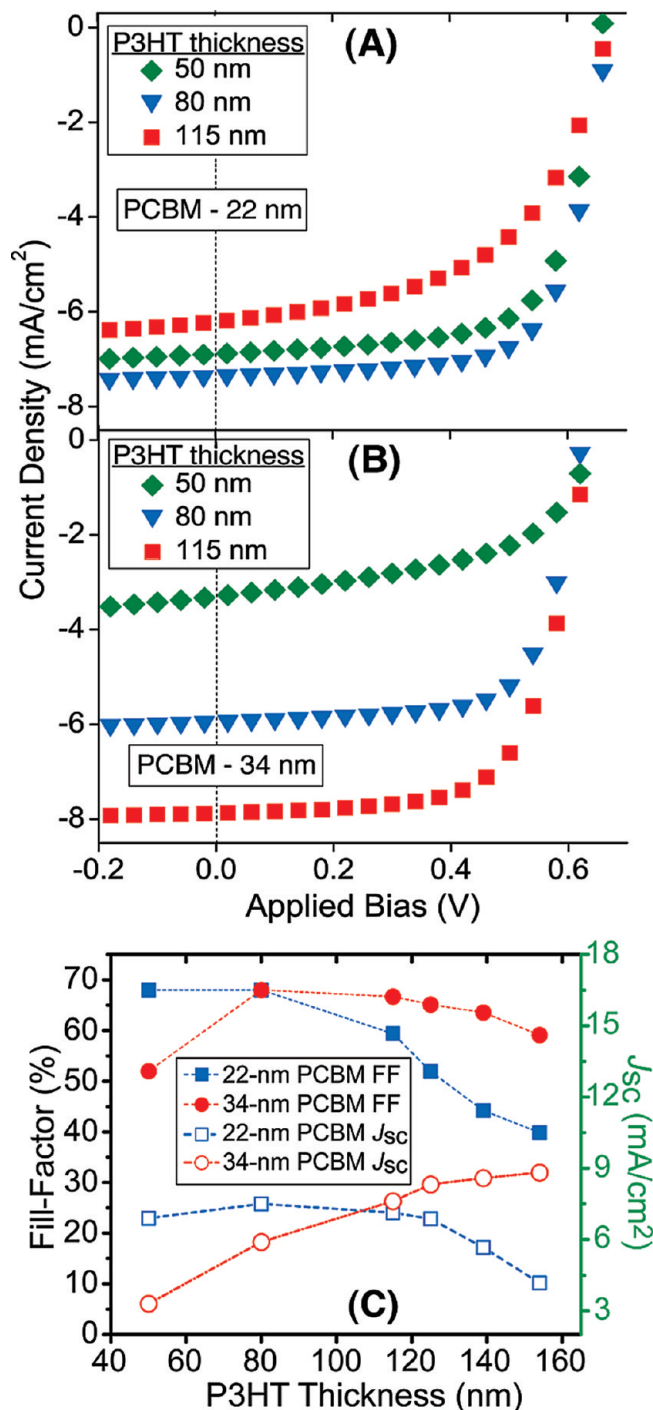 (A)
P3HT thickness
50 nm
80 nm
115 nm
PCBM - 22 nm
0
-2
-4
-6
-8
Current Density (mA/cm²)
(B)
P3HT thickness
50 nm
80 nm
115 nm
PCBM - 34 nm
0
-2
-4
-6
-8
-0.2 0.0 0.2 0.4 0.6
Applied Bias (V)
70
60
50
40
30
20
10
0
Fill-Factor (%)
22-nm PCBM FF
34-nm PCBM FF
22-nm PCBM JSC
34-nm PCBM JSC
(C)
18
15
12
9
6
3
JSC (mA/cm²)
40 60 80 100 120 140 160
P3HT Thickness (nm)